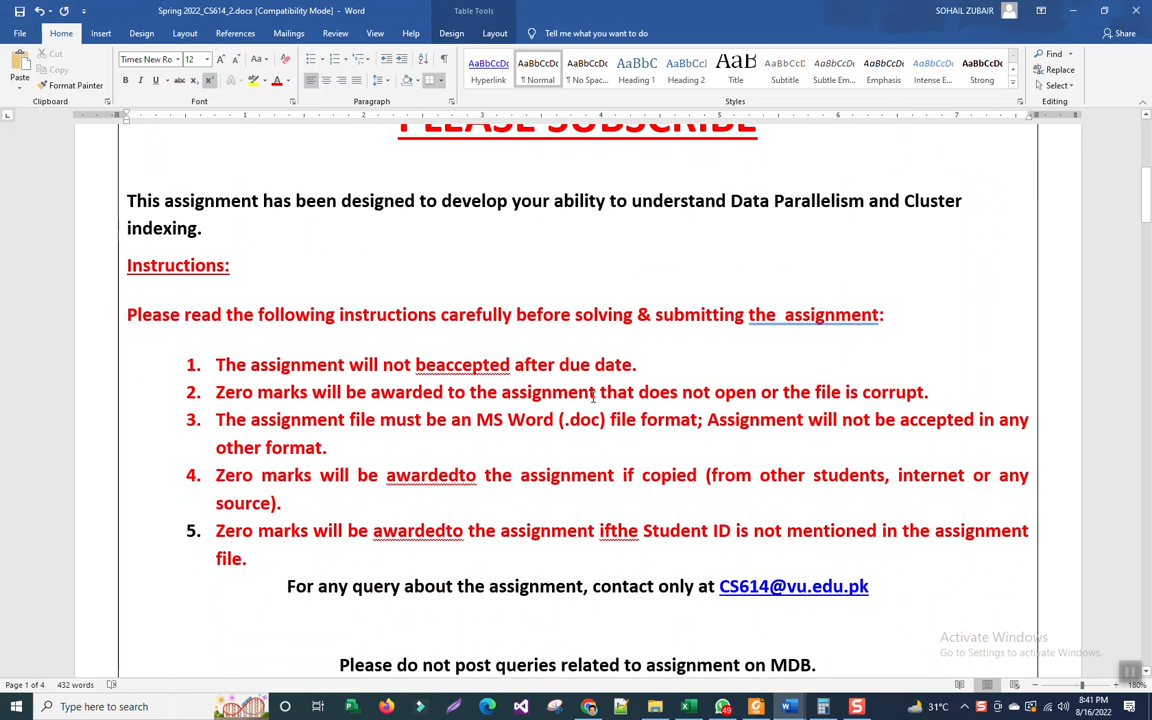 Spring 2022_CS614_2.docx [Compatibility Mode] - Word
Table Tools
SOHAIL ZUBAIR
File Home Insert Design Layout References Mailings Review View Help Design Layout Tell me what you want to do Share
Paste
Cut
Copy
Format Painter
Clipboard
Times New Ro 12
Font
Paragraph
AaBbCcDc Hyperlink
AaBbCcDc ¶ Normal
AaBbCcDc ¶ No Spac...
AaBbC Heading 1
AaBbCc Heading 2
AaB Title
AaBbCcD Subtitle
AaBbCcDc Subtle Em...
AaBbCcDc Emphasis
AaBbCcDc Intense E...
AaBbCcDc Strong
Styles
Find
Replace
Select
Editing
PLEASE SUBSCRIBE
This assignment has been designed to develop your ability to understand Data Parallelism and Cluster
indexing.
Instructions:
Please read the following instructions carefully before solving & submitting the  assignment:
1. The assignment will not beaccepted after due date.
2. Zero marks will be awarded to the assignment that does not open or the file is corrupt.
3. The assignment file must be an MS Word (.doc) file format; Assignment will not be accepted in any
other format.
4. Zero marks will be awardedto the assignment if copied (from other students, internet or any
source).
5. Zero marks will be awardedto the assignment ifthe Student ID is not mentioned in the assignment
file.
For any query about the assignment, contact only at CS614@vu.edu.pk
Activate Windows
Go to Settings to activate Windows.
Please do not post queries related to assignment on MDB.
Page 1 of 4 432 words 180%
Type here to search
31°C
8:41 PM
8/16/2022